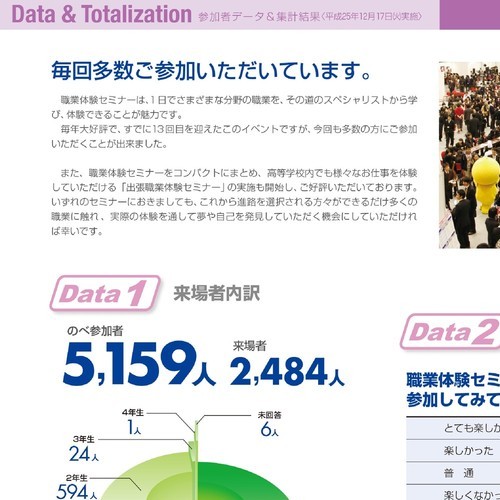 Data & Totalization 参加者データ&集計結果〈平成25年12月17日(火)実施〉
毎回多数ご参加いただいています。
職業体験セミナーは、1日でさまざまな分野の職業を、その道のスペシャリストから学
び、体験できることが魅力です。
毎年大好評で、すでに13回目を迎えたこのイベントですが、今回も多数の方にご参加
いただくことが出来ました。
また、職業体験セミナーをコンパクトにまとめ、高等学校内でも様々なお仕事を体験
していただける「出張職業体験セミナー」の実施も開始し、ご好評いただいております。
いずれのセミナーにおきましても、これから進路を選択される方々ができるだけ多くの
職業に触れ、実際の体験を通して夢や自己を発見していただく機会にしていただければ
幸いです。
Data 1 来場者内訳
のべ参加者
5,159人
来場者
2,484人
4年生
1人
未回答
6人
3年生
24人
2年生
594人
Data 2
職業体験セミ
参加してみて
とても楽しか
楽しかった
普 通
楽しくなかっ